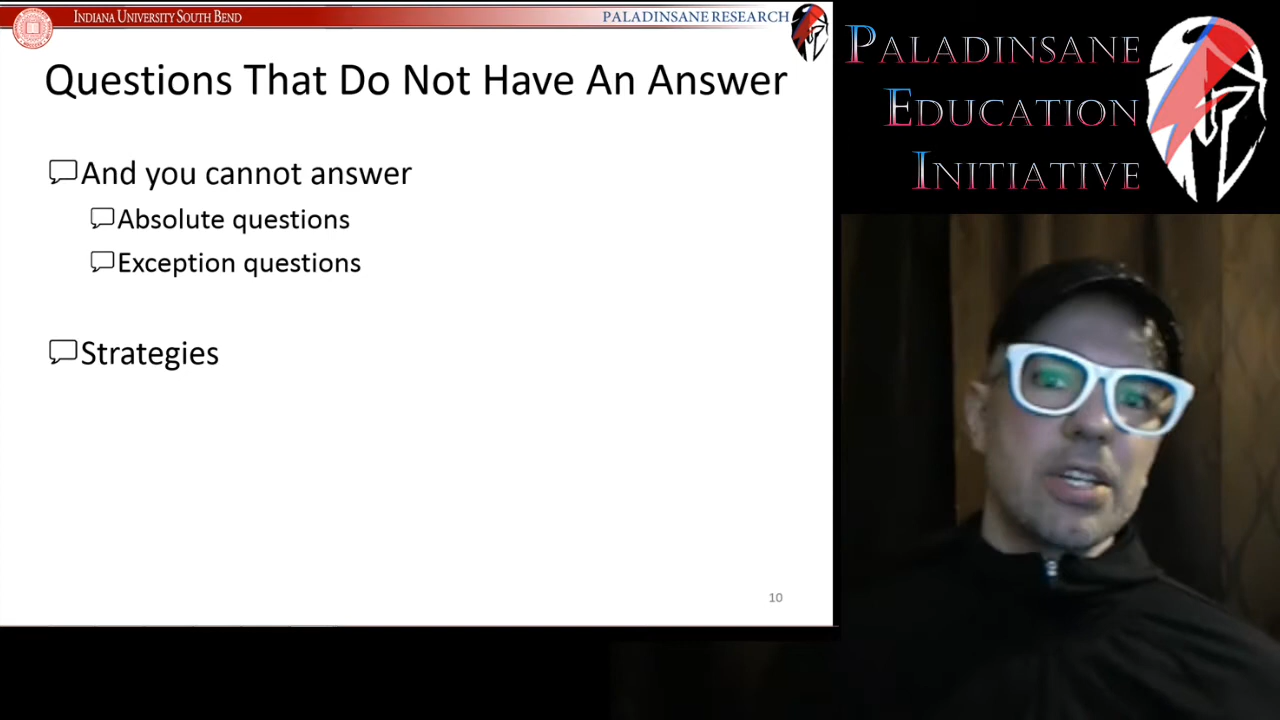 INDIANA UNIVERSITY SOUTH BEND
PALADINSANE RESEARCH
Questions That Do Not Have An Answer
And you cannot answer
Absolute questions
Exception questions
Strategies
10
PALADINSANE
EDUCATION
INITIATIVE